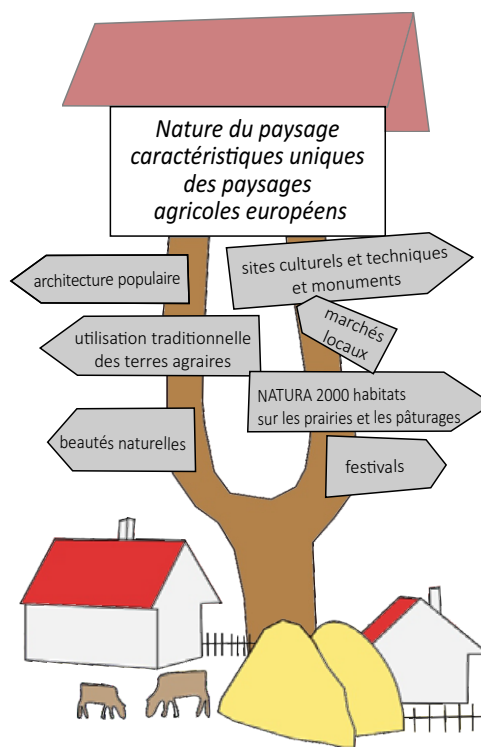 Nature du paysage
caractéristiques uniques
des paysages
agricoles européens
architecture populaire
sites culturels et techniques
et monuments
marchés
locaux
utilisation traditionnelle
des terres agraires
NATURA 2000 habitats
sur les prairies et les pâturages
beautés naturelles
festivals